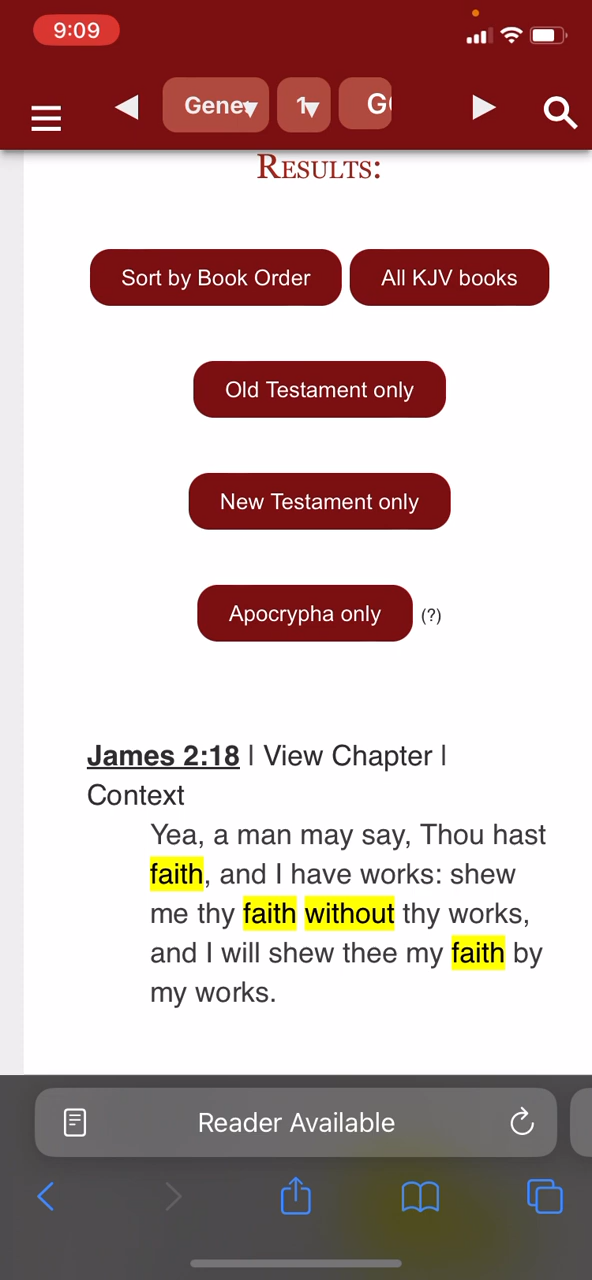 9:09
Gene
1
G
RESULTS:
Sort by Book Order
All KJV books
Old Testament only
New Testament only
Apocrypha only (?)
James 2:18 | View Chapter |
Context
Yea, a man may say, Thou hast
faith, and I have works: shew
me thy faith without thy works,
and I will shew thee my faith by
my works.
Reader Available